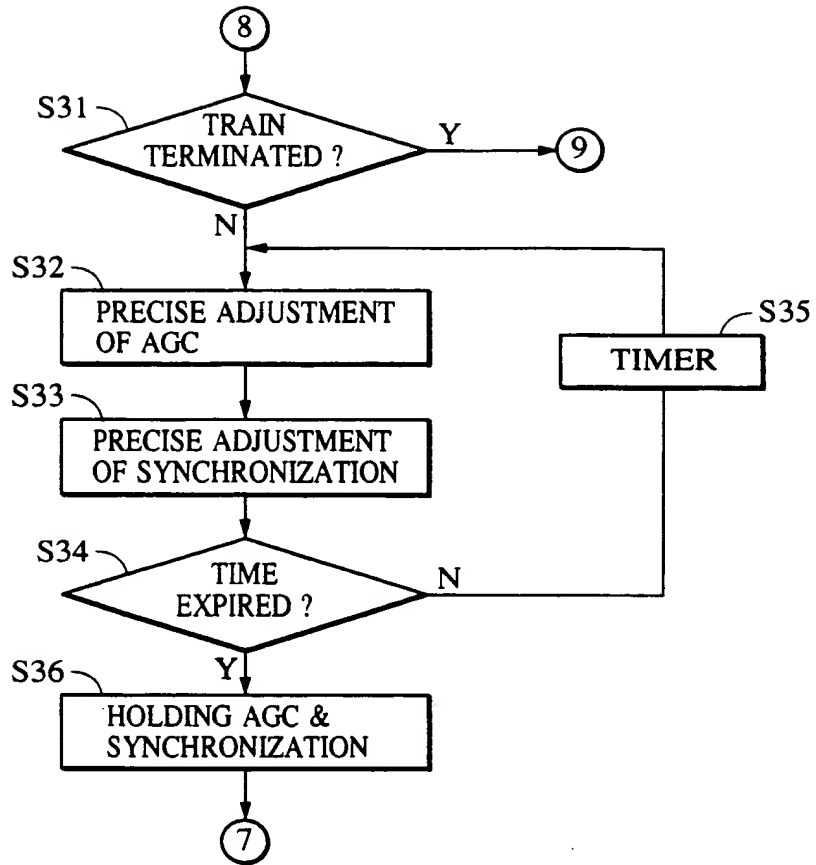 8
S31
TRAIN
TERMINATED ?
Y
9
N
S32
PRECISE ADJUSTMENT
OF AGC
S35
TIMER
S33
PRECISE ADJUSTMENT
OF SYNCHRONIZATION
S34
TIME
EXPIRED ?
N
Y
S36
HOLDING AGC &
SYNCHRONIZATION
7